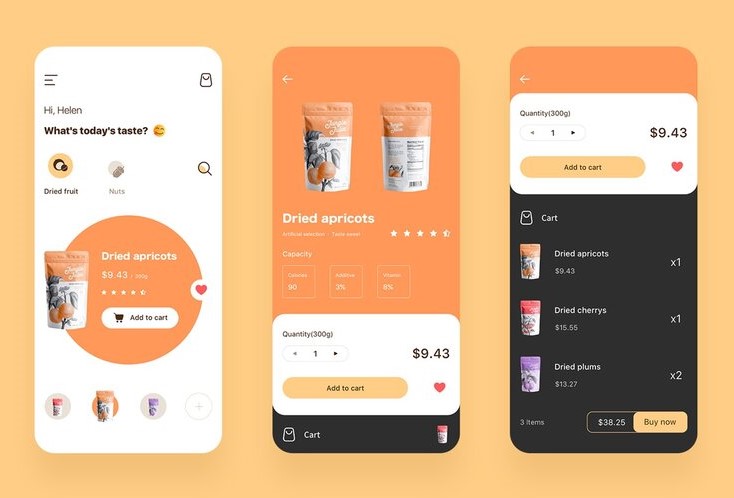 Hi, Helen
What's today's taste? 🥰
Dried fruit
Nuts
Dried apricots
$9.43 / 300g
Add to cart
Dried apricots
Artificial selection Taste sweet
Capacity
Calories
90
Additive
3%
Vitamin
8%
Quantity(300g)
1
$9.43
Add to cart
Cart
Quantity(300g)
1
$9.43
Add to cart
Cart
Dried apricots
$9.43
x1
Dried cherrys
$15.55
x1
Dried plums
$13.27
x2
3 Items
$38.25
Buy now